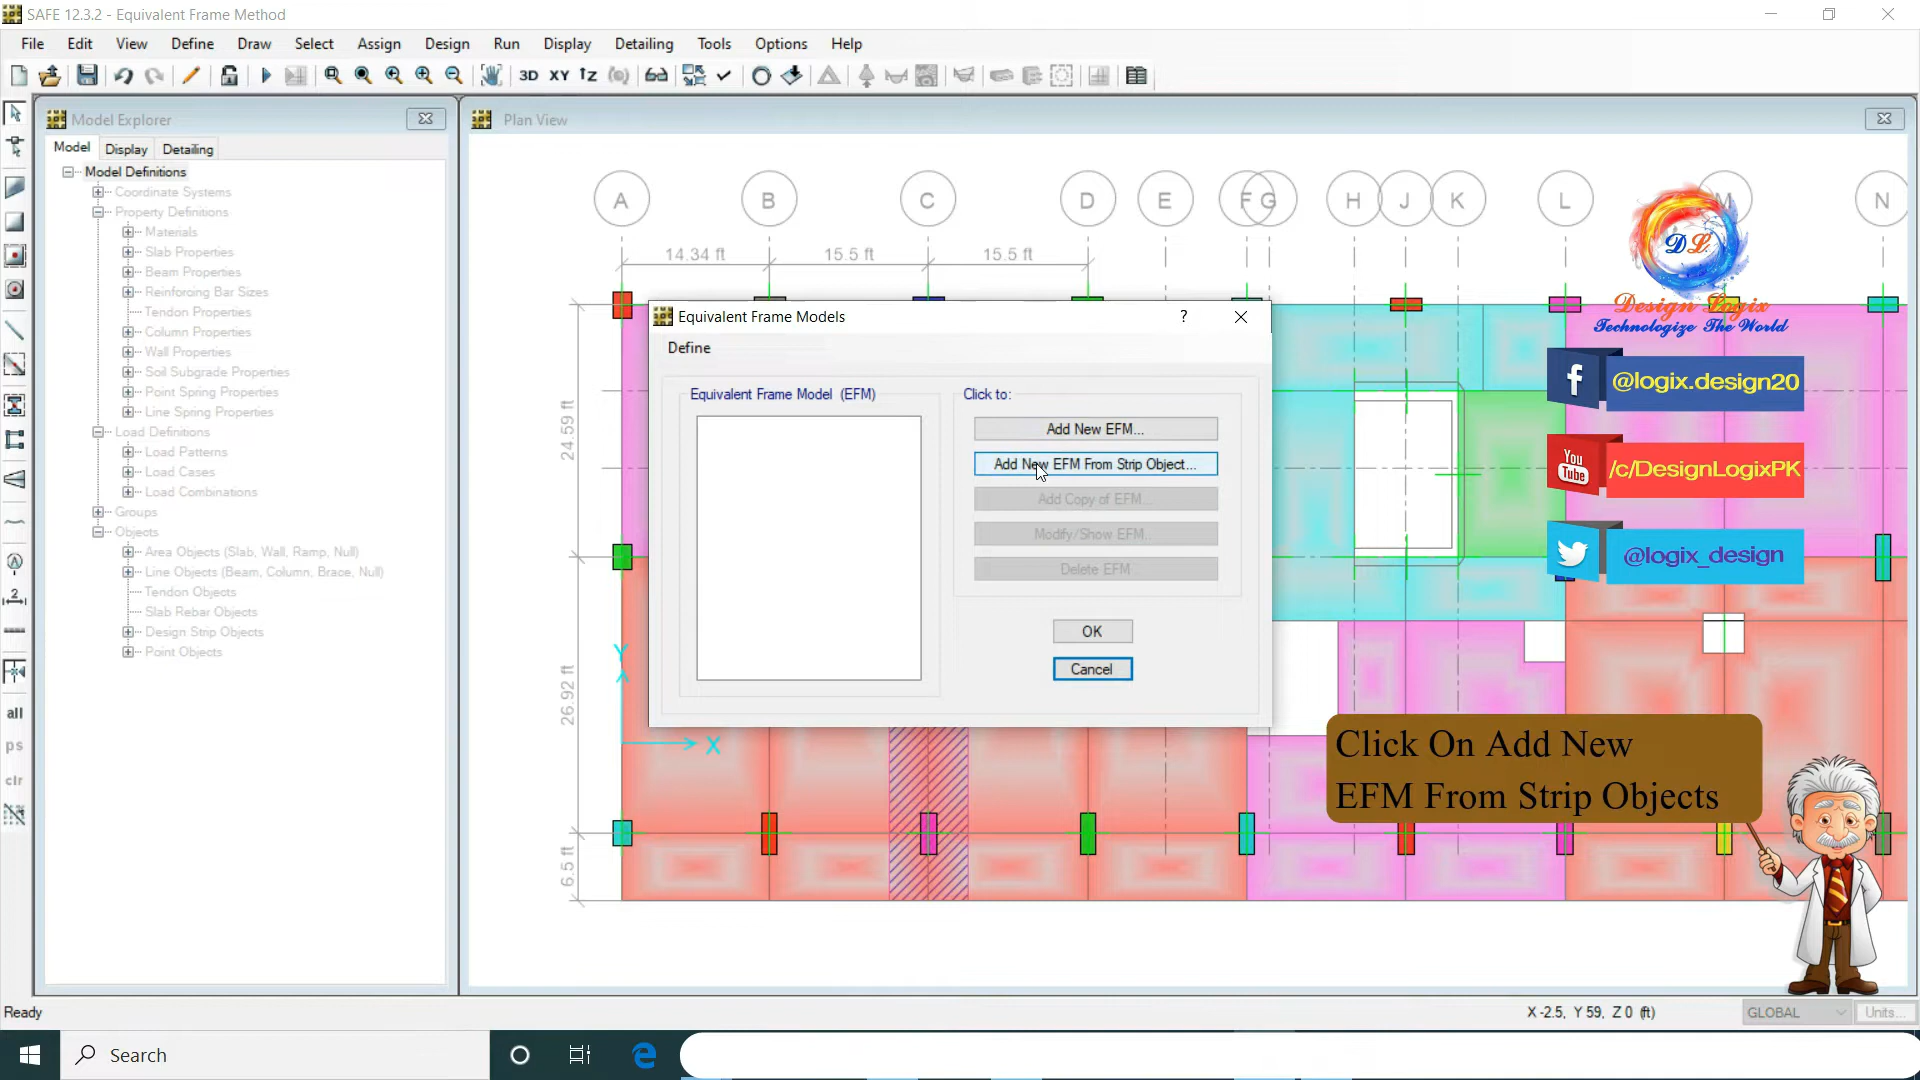 SAFE 12.3.2 - Equivalent Frame Method
File Edit View Define Draw Select Assign Design Run Display Detailing Tools Options Help
3D XY
Model Explorer
Model Display Detailing
Model Definitions
Coordinate Systems
Property Definitions
Materials
Slab Properties
Beam Properties
Reinforcing Bar Sizes
Tendon Properties
Column Properties
Wall Properties
Soil Subgrade Properties
Point Spring Properties
Line Spring Properties
Load Definitions
Load Patterns
Load Cases
Load Combinations
Groups
Objects
Area Objects (Slab, Wall, Ramp, Null)
Line Objects (Beam, Column, Brace, Null)
Tendon Objects
Slab Rebar Objects
Design Strip Objects
Point Objects
all
ps
clr
Plan View
A B C D E F G H J K L M N
14.34 ft 15.5 ft 15.5 ft
24.59 ft
26.92 ft
6.5 ft
Y
X
Equivalent Frame Models
?
Define
Equivalent Frame Model (EFM)
Click to:
Add New EFM...
Add New EFM From Strip Object...
Add Copy of EFM...
Modify/Show EFM...
Delete EFM
OK
Cancel
DL
Design Logix
Technologize The World
f @logix.design20
You
Tube
/c/DesignLogixPK
@logix_design
Click On Add New
EFM From Strip Objects
Ready
X -2.5, Y 59, Z 0 (ft)
GLOBAL
Units...
Search